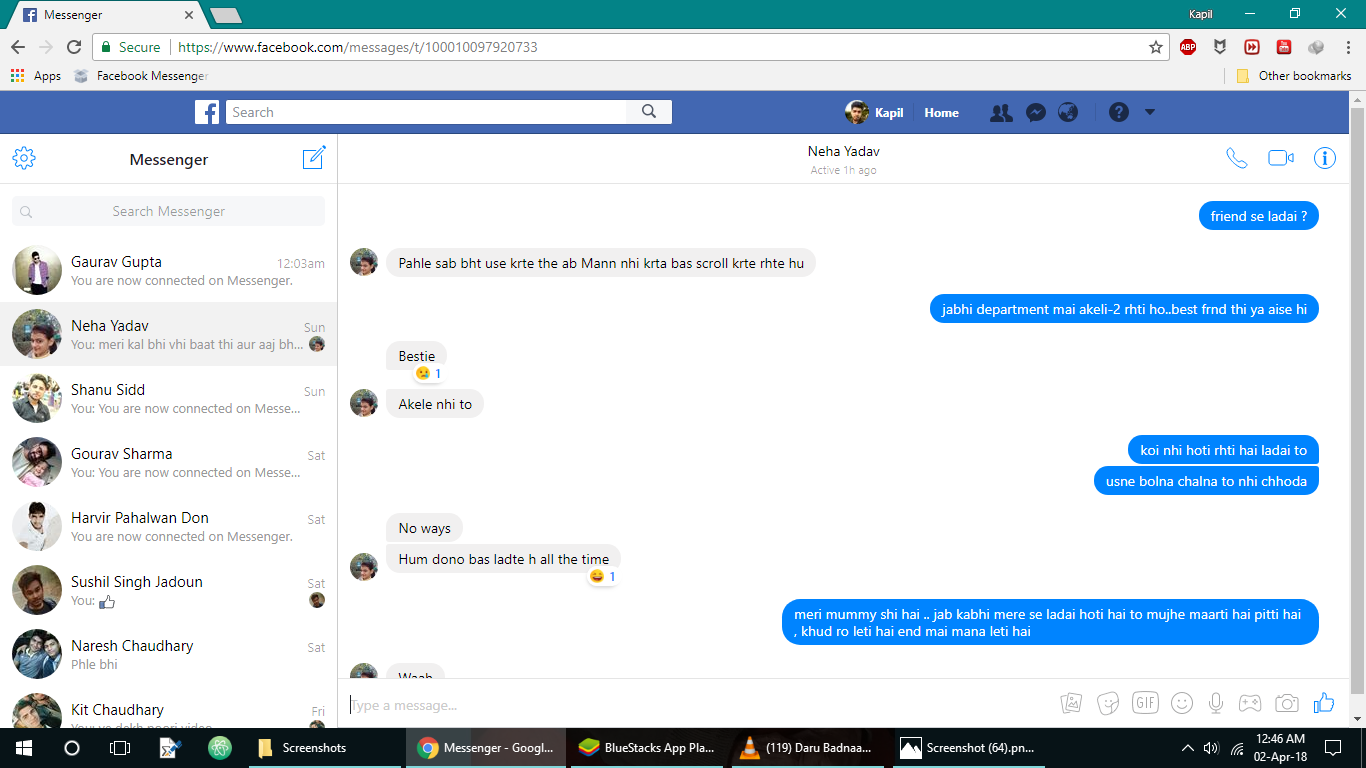 Messenger
Kapil
Secure https://www.facebook.com/messages/t/100010097920733
ABP
Apps Facebook Messenger Other bookmarks
Search Kapil Home
Messenger
Neha Yadav
Active 1h ago
Search Messenger
Gaurav Gupta 12:03am
You are now connected on Messenger.
Neha Yadav Sun
You: meri kal bhi vhi baat thi aur aaj bh...
Shanu Sidd Sun
You: You are now connected on Messe...
Gourav Sharma Sat
You: You are now connected on Messe...
Harvir Pahalwan Don Sat
You are now connected on Messenger.
Sushil Singh Jadoun Sat
You:
Naresh Chaudhary Sat
Phle bhi
Kit Chaudhary Fri
friend se ladai ?
Pahle sab bht use krte the ab Mann nhi krta bas scroll krte rhte hu
jabhi department mai akeli-2 rhti ho..best frnd thi ya aise hi
Bestie
1
Akele nhi to
koi nhi hoti rhti hai ladai to
usne bolna chalna to nhi chhoda
No ways
Hum dono bas ladte h all the time
1
meri mummy shi hai .. jab kabhi mere se ladai hoti hai to mujhe maarti hai pitti hai
, khud ro leti hai end mai mana leti hai
Waah
Type a message...
GIF
Screenshots
Messenger - Googl...
BlueStacks App Pla...
(119) Daru Badnaa...
Screenshot (64).pn...
12:46 AM
02-Apr-18